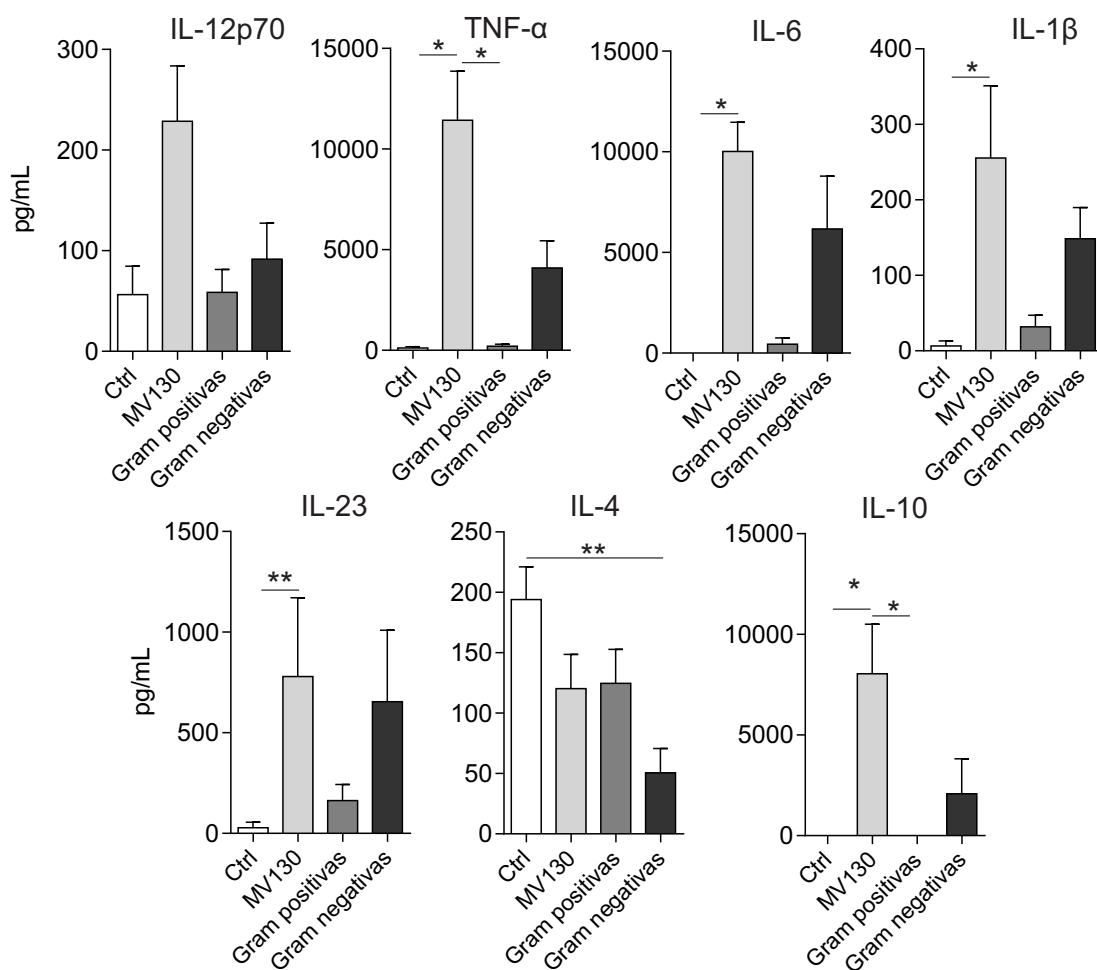 IL-12p70
pg/mL
300
200
100
0
Ctrl
MV130
Gram positivas
Gram negativas
TNF-α
15000
10000
5000
0
*
*
Ctrl
MV130
Gram positivas
Gram negativas
IL-6
15000
10000
5000
0
*
Ctrl
MV130
Gram positivas
Gram negativas
IL-1β
400
300
200
100
0
*
Ctrl
MV130
Gram positivas
Gram negativas
IL-23
pg/mL
1500
1000
500
0
**
Ctrl
MV130
Gram positivas
Gram negativas
IL-4
250
200
150
100
50
0
**
Ctrl
MV130
Gram positivas
Gram negativas
IL-10
15000
10000
5000
0
*
*
Ctrl
MV130
Gram positivas
Gram negativas